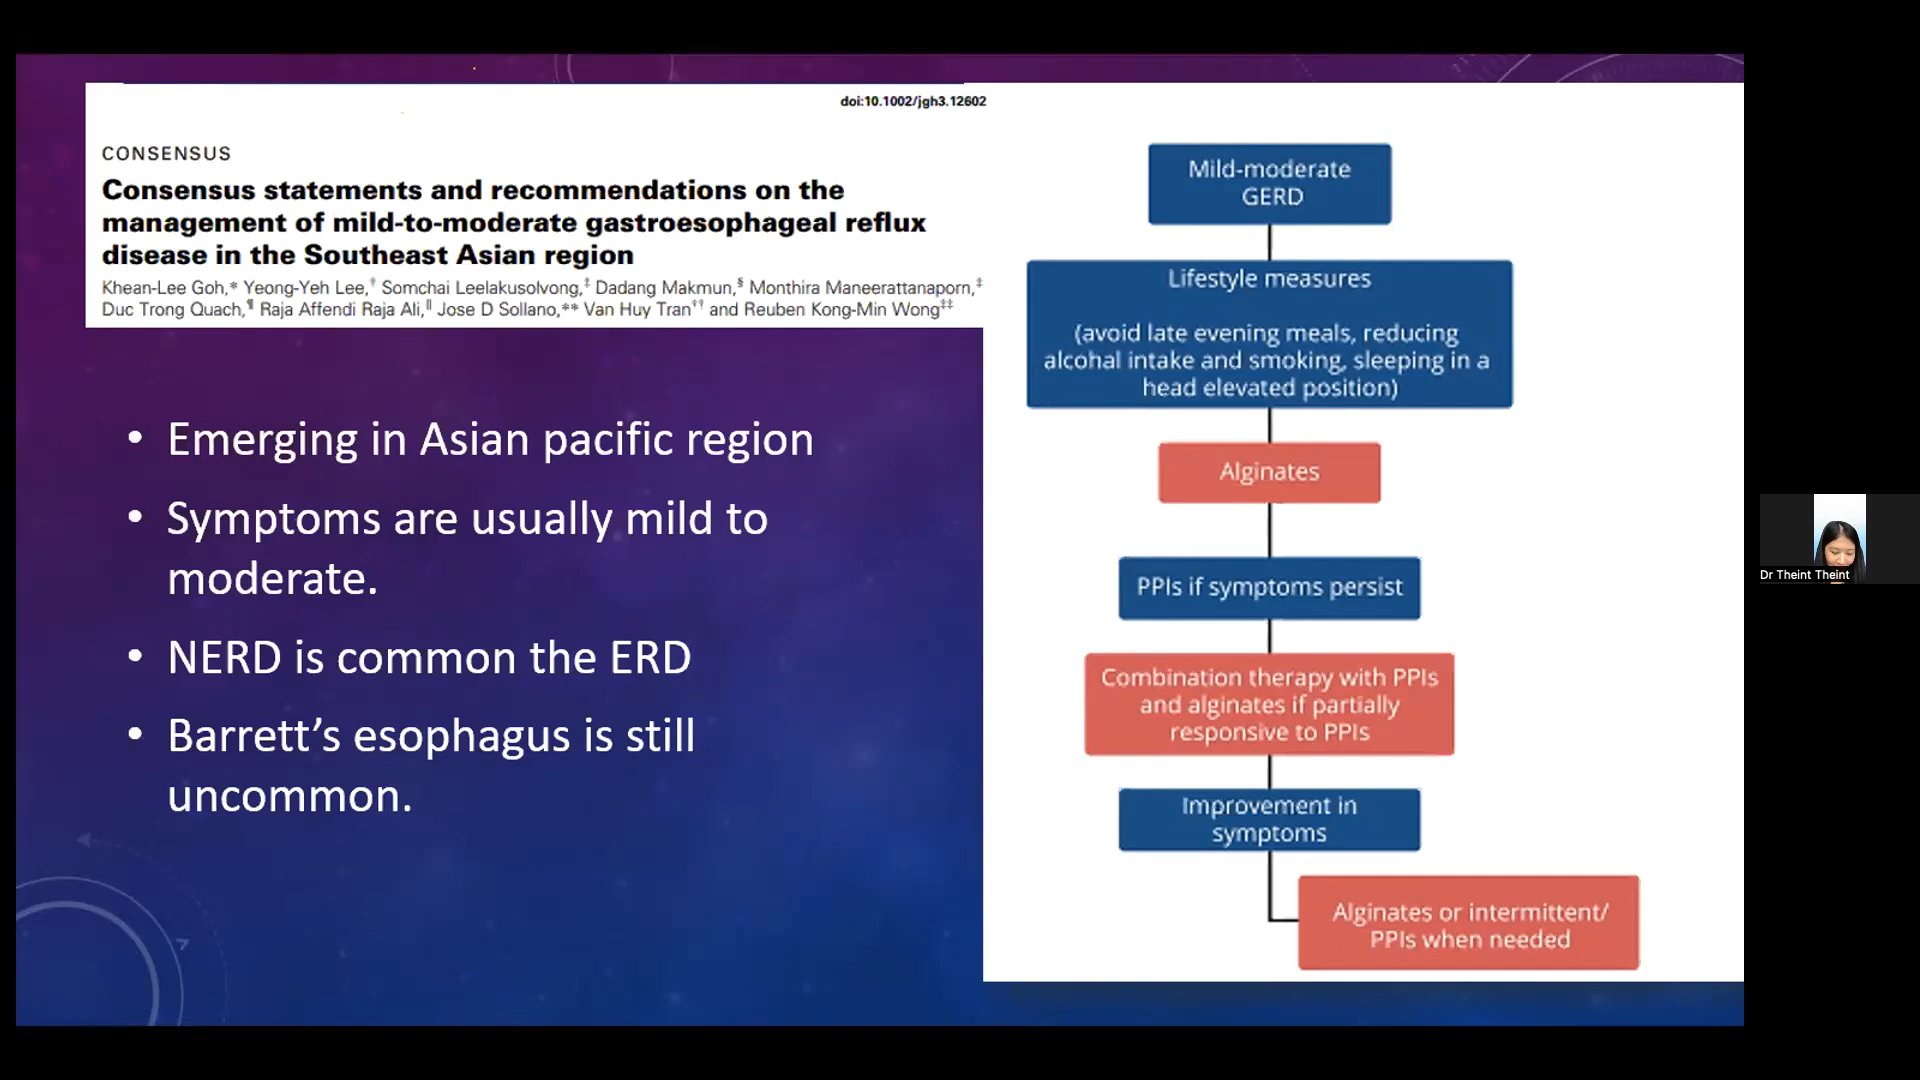 doi:10.1002/jgh3.12602
CONSENSUS
Consensus statements and recommendations on the
management of mild-to-moderate gastroesophageal reflux
disease in the Southeast Asian region
Khean-Lee Goh,* Yeong-Yeh Lee,† Somchai Leelakusolvong,‡ Dadang Makmun,§ Monthira Maneerattanaporn,‡
Duc Trong Quach,¶ Raja Affendi Raja Ali,‖ Jose D Sollano,** Van Huy Tran†† and Reuben Kong-Min Wong‡‡
• Emerging in Asian pacific region
• Symptoms are usually mild to
moderate.
• NERD is common the ERD
• Barrett’s esophagus is still
uncommon.
Mild-moderate
GERD
Lifestyle measures
(avoid late evening meals, reducing
alcohal intake and smoking, sleeping in a
head elevated position)
Alginates
PPIs if symptoms persist
Combination therapy with PPIs
and alginates if partially
responsive to PPIs
Improvement in
symptoms
Alginates or intermittent/
PPIs when needed
Dr Theint Theint